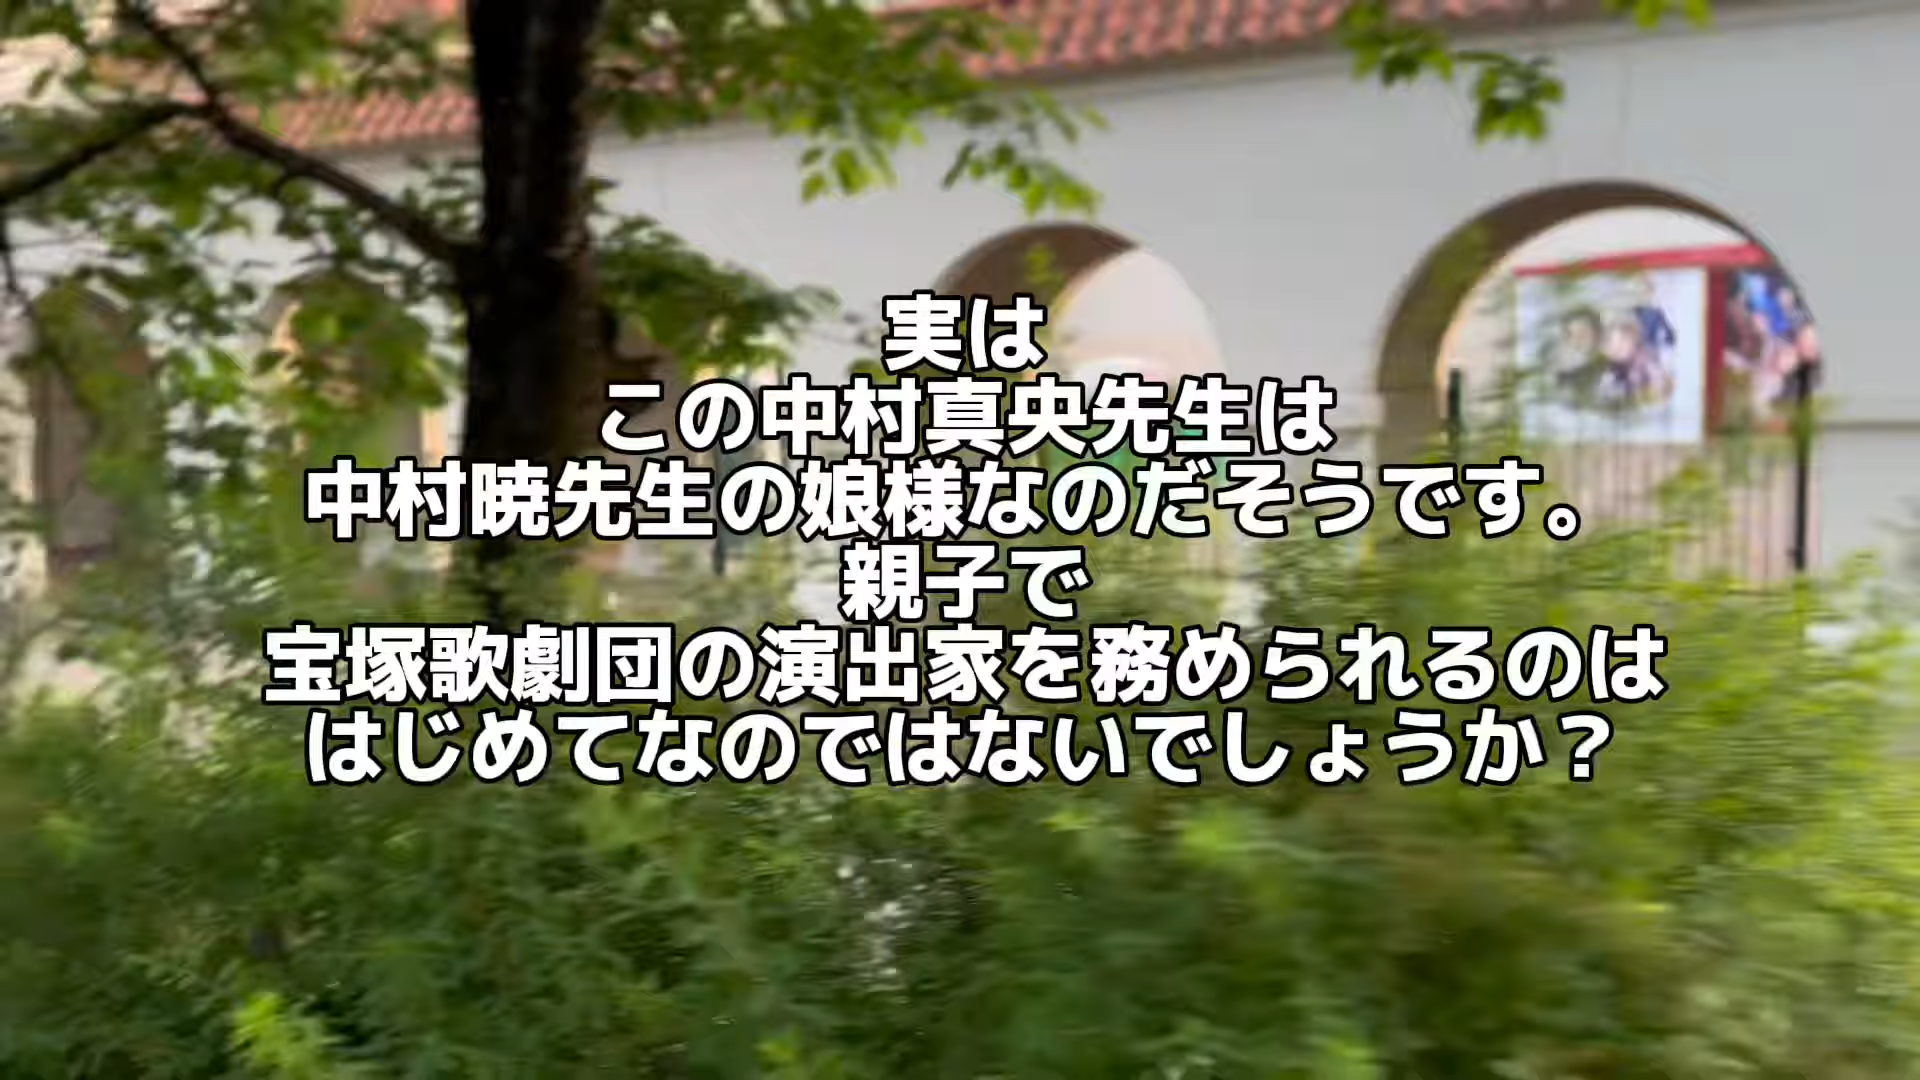 実は
この中村真央先生は
中村暁先生の娘様なのだそうです。
親子で
宝塚歌劇団の演出家を務められるのは
はじめてなのではないでしょうか？